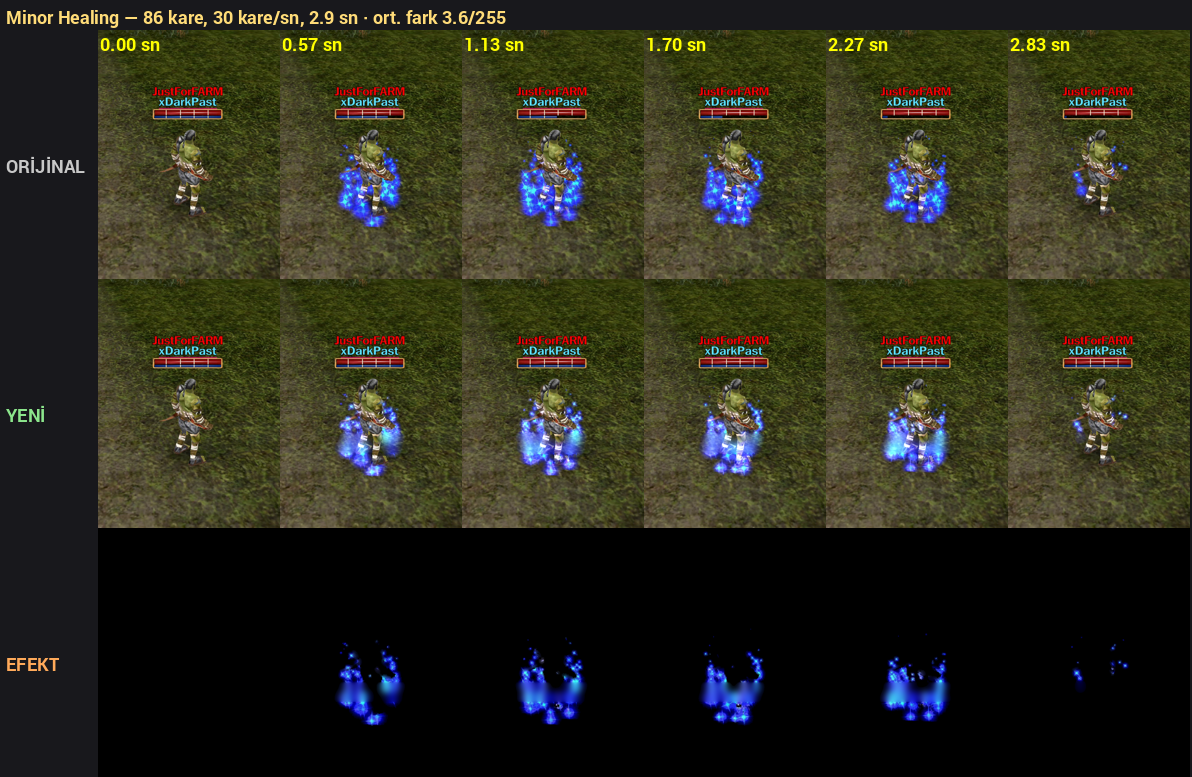 Minor Healing — 86 kare, 30 kare/sn, 2.9 sn · ort. fark 3.6/255
0.00 sn 0.57 sn 1.13 sn 1.70 sn 2.27 sn 2.83 sn
JustForFARM JustForFARM JustForFARM JustForFARM JustForFARM JustForFARM
xDarkPast xDarkPast xDarkPast xDarkPast xDarkPast xDarkPast
ORİJİNAL
JustForFARM JustForFARM JustForFARM JustForFARM JustForFARM JustForFARM
xDarkPast xDarkPast xDarkPast xDarkPast xDarkPast xDarkPast
YENİ
EFEKT